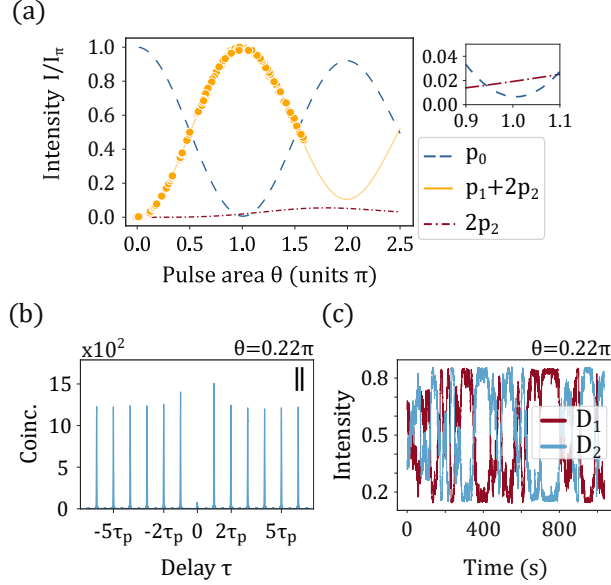 (a)
Intensity I/I_π
1.0
0.8
0.6
0.4
0.2
0.0
0.0 0.5 1.0 1.5 2.0 2.5
Pulse area θ (units π)
0.04
0.02
0.00
0.9 1.0 1.1
p₀
p₁+2p₂
2p₂
(b)
x10² θ=0.22π
||
Coinc.
15
10
5
0
-5τₚ -2τₚ 0 2τₚ 5τₚ
Delay τ
(c)
θ=0.22π
Intensity
0.8
0.5
0.2
D₁
D₂
0 400 800
Time (s)